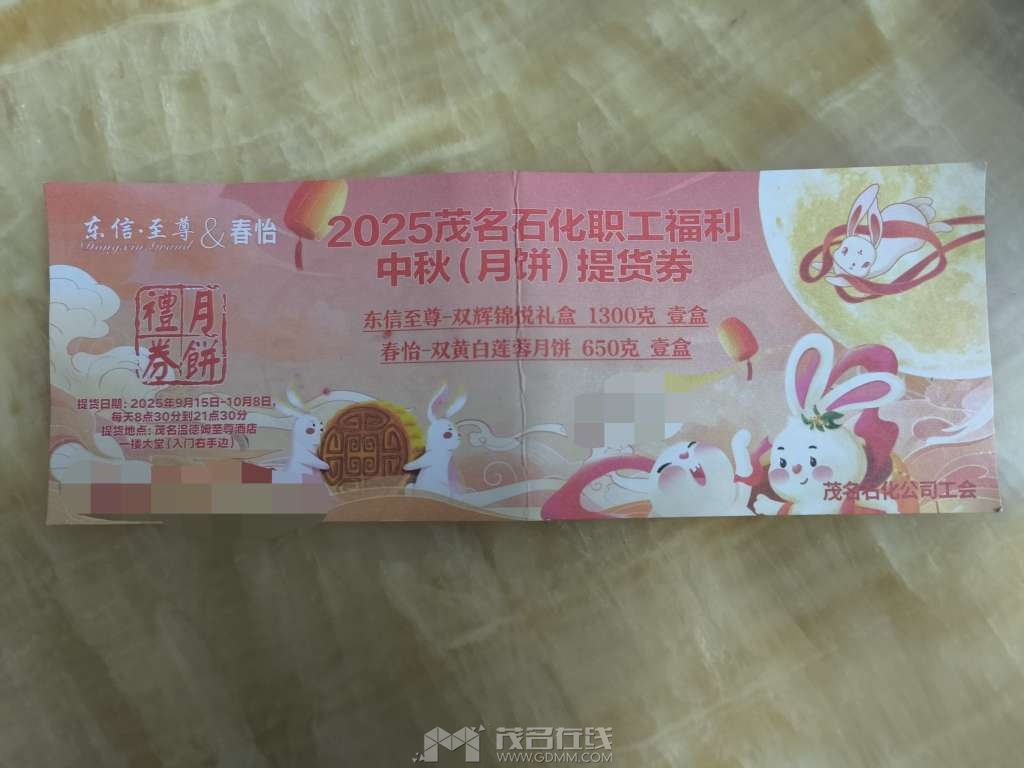 东信·至尊
Dongxin Grand
&
春怡
2025茂名石化职工福利
中秋(月饼)提货券
东信至尊-双辉锦悦礼盒 1300克 壹盒
春怡-双黄白莲蓉月饼 650克 壹盒
月餅
禮券
提货日期:2025年9月15日~10月8日,
每天8点30分到21点30分
提货地点:茂名温德姆至尊酒店
一楼大堂(入门右手边)
茂名石化公司工会
茂名在线
WWW.GDMM.COM